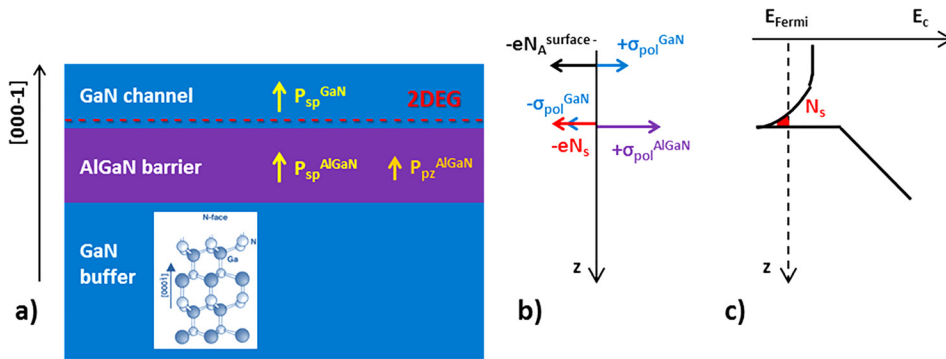 a)
[000-1]
GaN channel
P_sp^GaN
2DEG
AlGaN barrier
P_sp^AlGaN
P_pz^AlGaN
GaN
buffer
N-face
N
Ga
[0001̄]
b)
-eN_A^surface-
+σ_pol^GaN
-σ_pol^GaN
-eN_s
+σ_pol^AlGaN
z
c)
E_Fermi
E_c
N_s
z